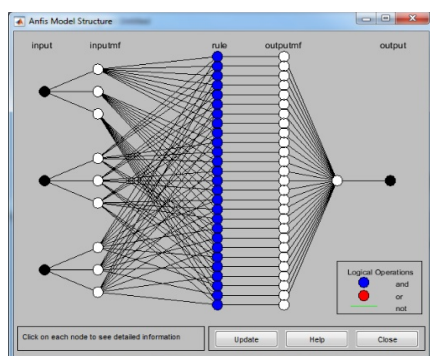 Anfis Model Structure
input inputmf rule outputmf output
Logical Operations
and
or
not
Click on each node to see detailed information
Update Help Close